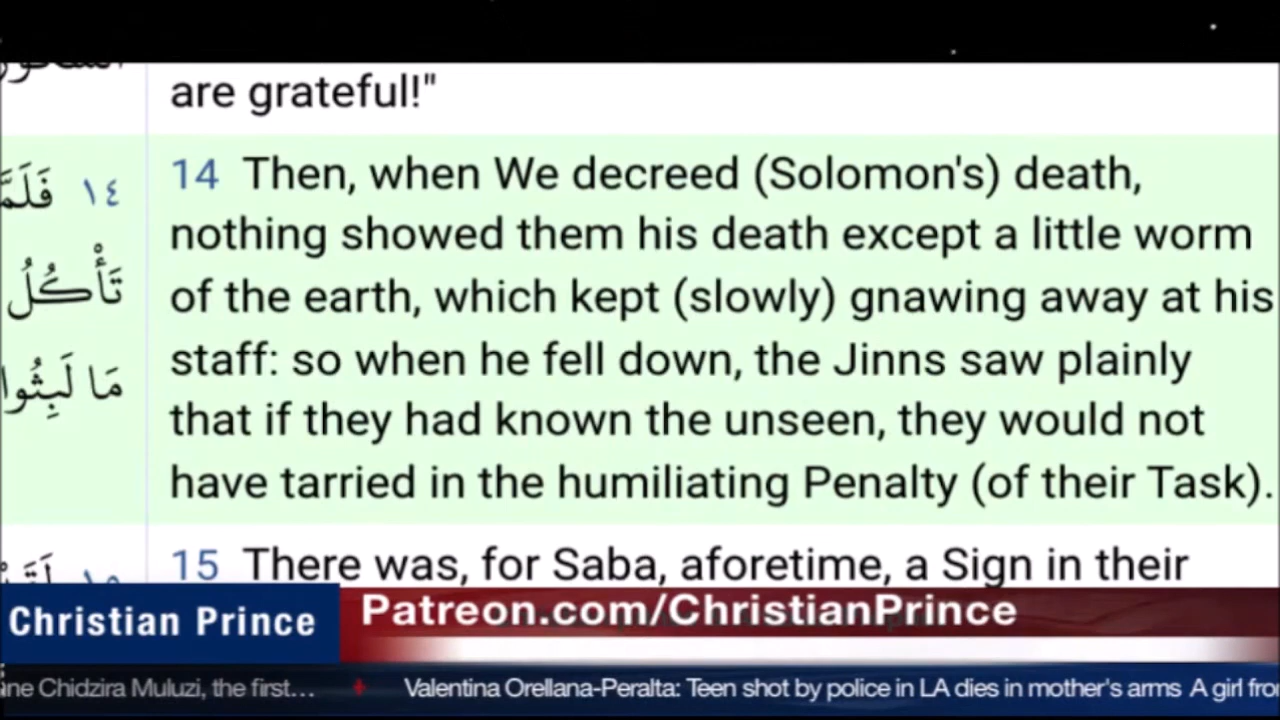 are grateful!"
١٤ فَلَمَّ
14 Then, when We decreed (Solomon's) death,
nothing showed them his death except a little worm
تَأْكُلُ
of the earth, which kept (slowly) gnawing away at his
staff: so when he fell down, the Jinns saw plainly
مَا لَبِثُوا
that if they had known the unseen, they would not
have tarried in the humiliating Penalty (of their Task).
15 There was, for Saba, aforetime, a Sign in their
Christian Prince
Patreon.com/ChristianPrince
Chidzira Muluzi, the first... Valentina Orellana-Peralta: Teen shot by police in LA dies in mother's arms A girl